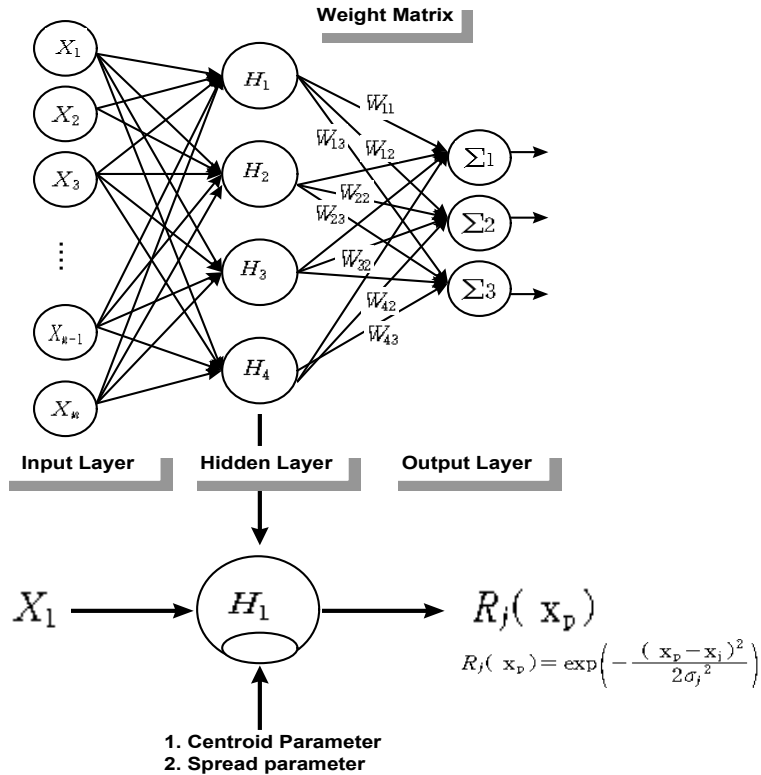 Weight Matrix
X₁
X₂
X₃
....
Xₙ₋₁
Xₙ
H₁
H₂
H₃
H₄
W₁₁
W₁₃
W₁₂
W₂₂
W₂₃
W₃₂
W₄₂
W₄₃
Σ1
Σ2
Σ3
Input Layer
Hidden Layer
Output Layer
X₁
H₁
Rⱼ( xₚ)
Rⱼ( xₚ)=exp(-( xₚ-xⱼ)²/2σⱼ²)
1. Centroid Parameter
2. Spread parameter